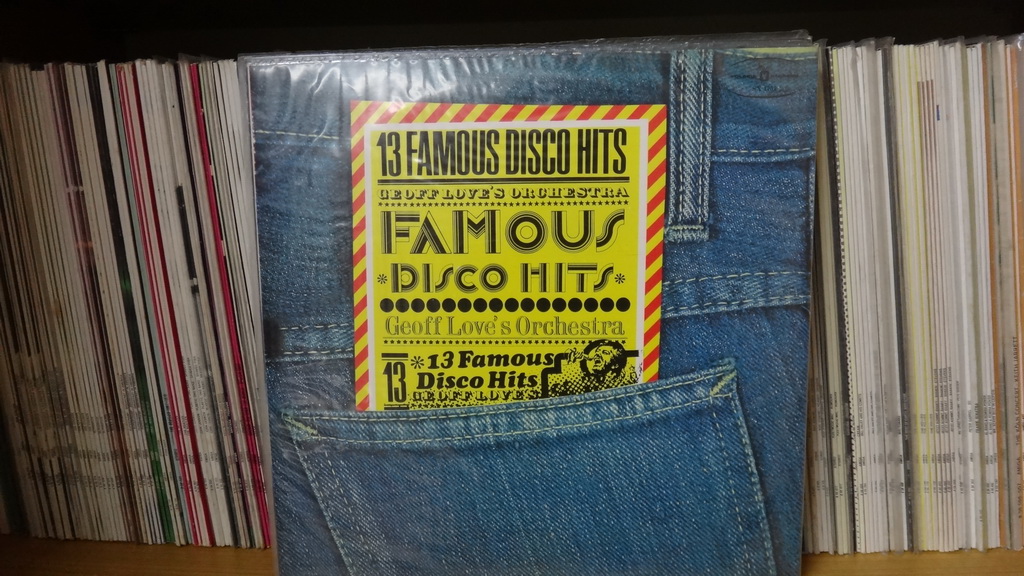 13 FAMOUS DISCO HITS
GEOFF LOVE'S ORCHESTRA
FAMOUS
*DISCO HITS*
Geoff Love's Orchestra
13
*13 Famous
Disco Hits
GEOFF LOVE'S